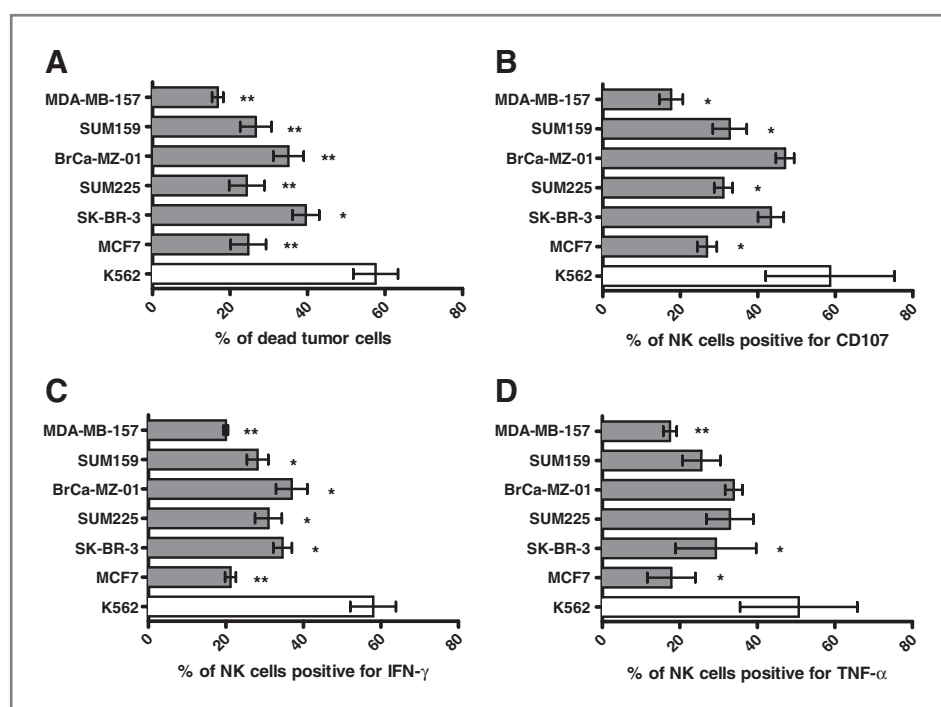 A
MDA-MB-157 **
SUM159 **
BrCa-MZ-01 **
SUM225 **
SK-BR-3 *
MCF7 **
K562
0 20 40 60 80
% of dead tumor cells
B
MDA-MB-157 *
SUM159 *
BrCa-MZ-01
SUM225 *
SK-BR-3
MCF7 *
K562
0 20 40 60 80
% of NK cells positive for CD107
C
MDA-MB-157 **
SUM159 *
BrCa-MZ-01 *
SUM225 *
SK-BR-3 *
MCF7 **
K562
0 20 40 60 80
% of NK cells positive for IFN-γ
D
MDA-MB-157 **
SUM159
BrCa-MZ-01
SUM225
SK-BR-3 *
MCF7 *
K562
0 20 40 60 80
% of NK cells positive for TNF-α